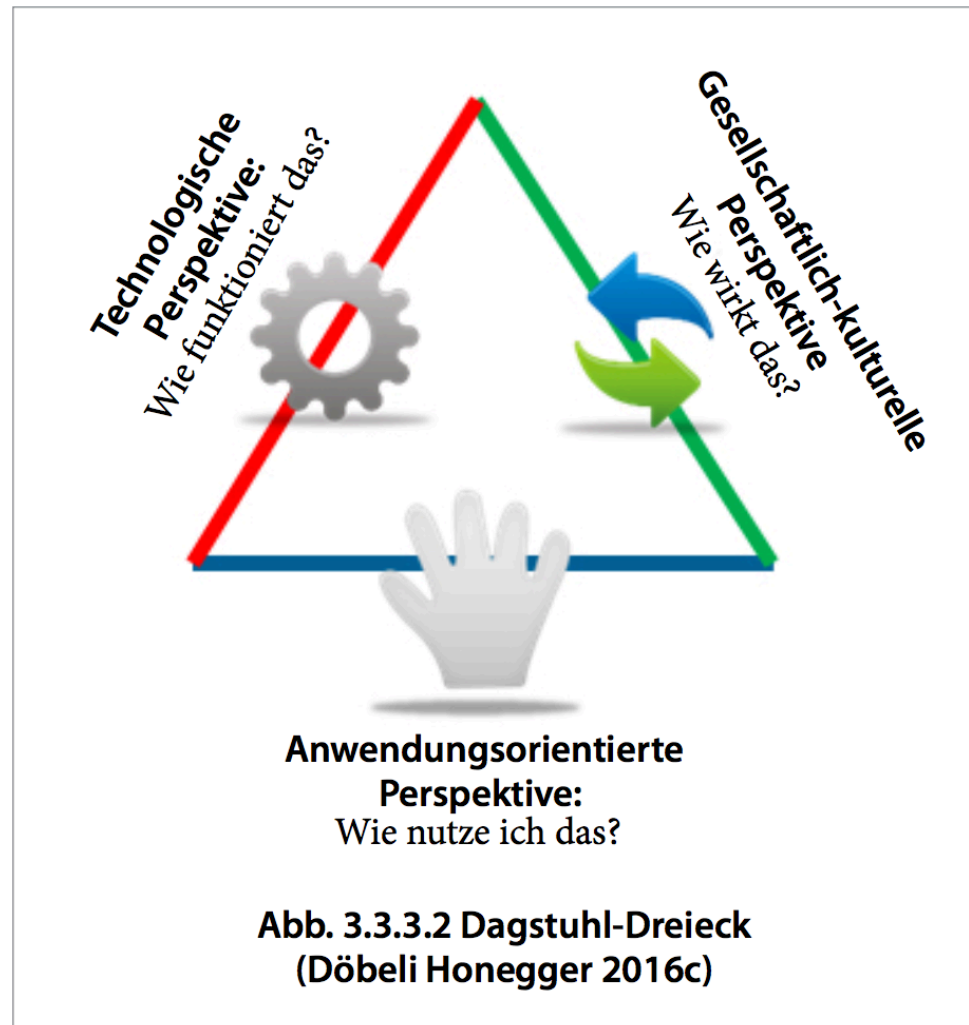 Technologische
Perspektive:
Wie funktioniert das?
Gesellschaftlich-kulturelle
Perspektive
Wie wirkt das?
Anwendungsorientierte
Perspektive:
Wie nutze ich das?
Abb. 3.3.3.2 Dagstuhl-Dreieck
(Döbeli Honegger 2016c)